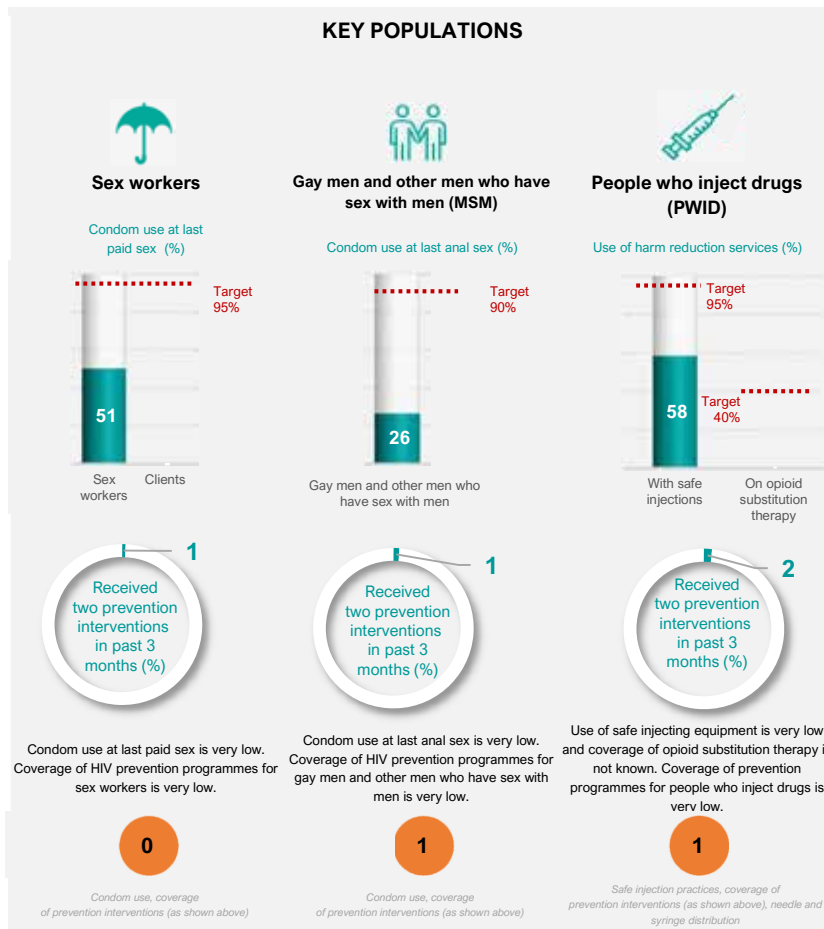 KEY POPULATIONS
Sex workers
Condom use at last
paid sex (%)
Target
95%
51
Sex
workers
Clients
1
Received
two prevention
interventions
in past 3
months (%)
Condom use at last paid sex is very low.
Coverage of HIV prevention programmes for
sex workers is very low.
0
Condom use, coverage
of prevention interventions (as shown above)
Gay men and other men who have
sex with men (MSM)
Condom use at last anal sex (%)
Target
90%
26
Gay men and other men who
have sex with men
1
Received
two prevention
interventions
in past 3
months (%)
Condom use at last anal sex is very low.
Coverage of HIV prevention programmes for
gay men and other men who have sex with
men is very low.
1
Condom use, coverage
of prevention interventions (as shown above)
People who inject drugs
(PWID)
Use of harm reduction services (%)
Target
95%
58
Target
40%
With safe
injections
On opioid
substitution
therapy
2
Received
two prevention
interventions
in past 3
months (%)
Use of safe injecting equipment is very low
and coverage of opioid substitution therapy i
not known. Coverage of prevention
programmes for people who inject drugs is
very low.
1
Safe injection practices, coverage of
prevention interventions (as shown above), needle and
syringe distribution